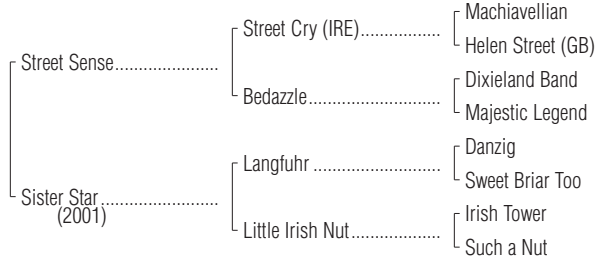 Machiavellian
Street Cry (IRE)..................
Helen Street (GB)
Street Sense.......................
Dixieland Band
Bedazzle.............................
Majestic Legend
Danzig
Langfuhr ............................
Sweet Briar Too
Sister Star..........................
(2001)
Irish Tower
Little Irish Nut....................
Such a Nut